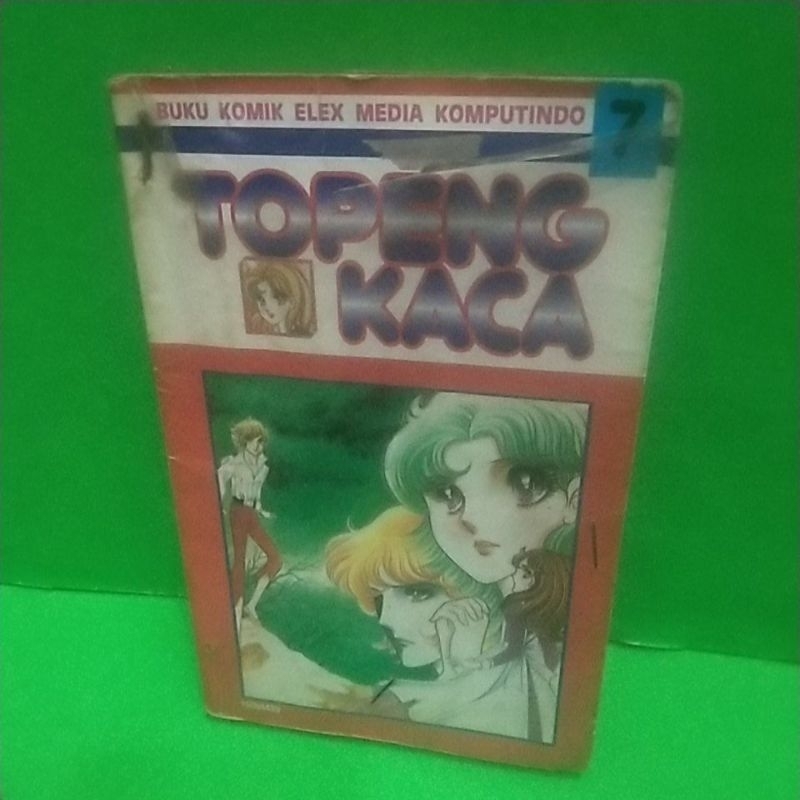 BUKU KOMIK ELEX MEDIA KOMPUTINDO
7
TOPENG
KACA